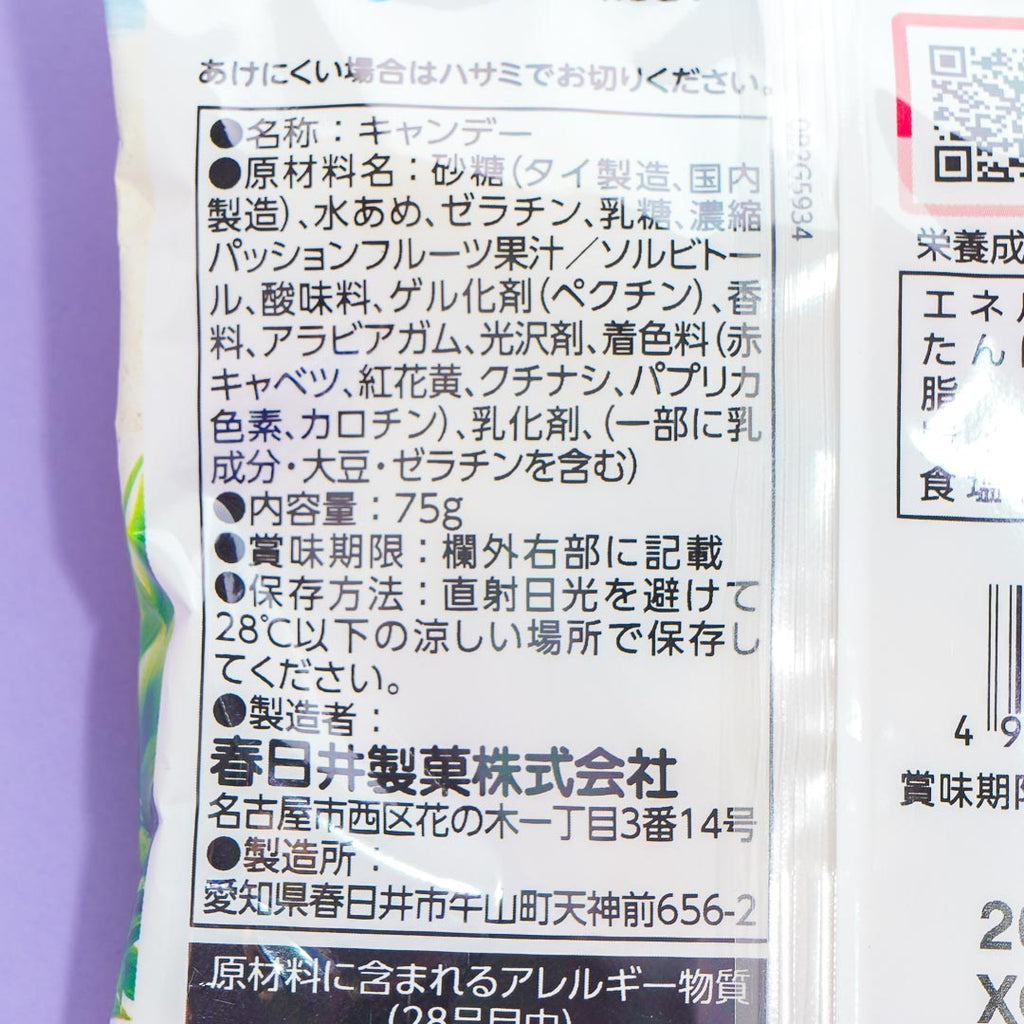 あけにくい場合はハサミでお切りください。
●名称：キャンデー
●原材料名：砂糖(タイ製造、国内
製造)、水あめ、ゼラチン、乳糖、濃縮
パッションフルーツ果汁／ソルビトー
ル、酸味料、ゲル化剤(ペクチン)、香
料、アラビアガム、光沢剤、着色料(赤
キャベツ、紅花黄、クチナシ、パプリカ
色素、カロチン)、乳化剤、(一部に乳
成分・大豆・ゼラチンを含む)
●内容量：75g
●賞味期限：欄外右部に記載
●保存方法：直射日光を避けて
28℃以下の涼しい場所で保存し
てください。
●製造者：
春日井製菓株式会社
名古屋市西区花の木一丁目3番14号
●製造所：
愛知県春日井市牛山町天神前656-2
原材料に含まれるアレルギー物質
(28品目中)
092G5934
栄養成
エネル
たん
脂
食塩
4 9
賞味期限
20
X